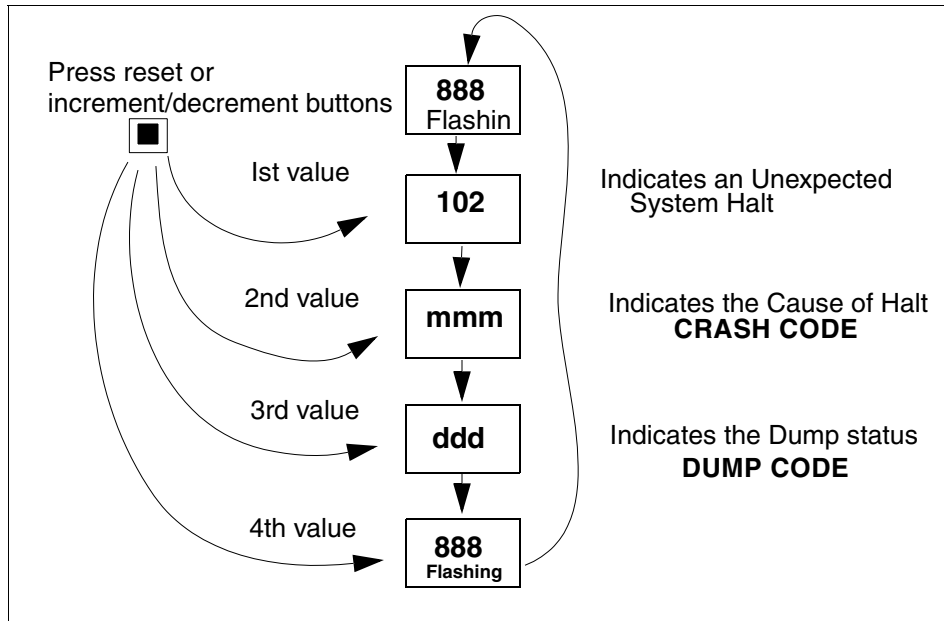 Press reset or
increment/decrement buttons
888
Flashin
Ist value
102
Indicates an Unexpected
System Halt
2nd value
mmm
Indicates the Cause of Halt
CRASH CODE
3rd value
ddd
Indicates the Dump status
DUMP CODE
4th value
888
Flashing